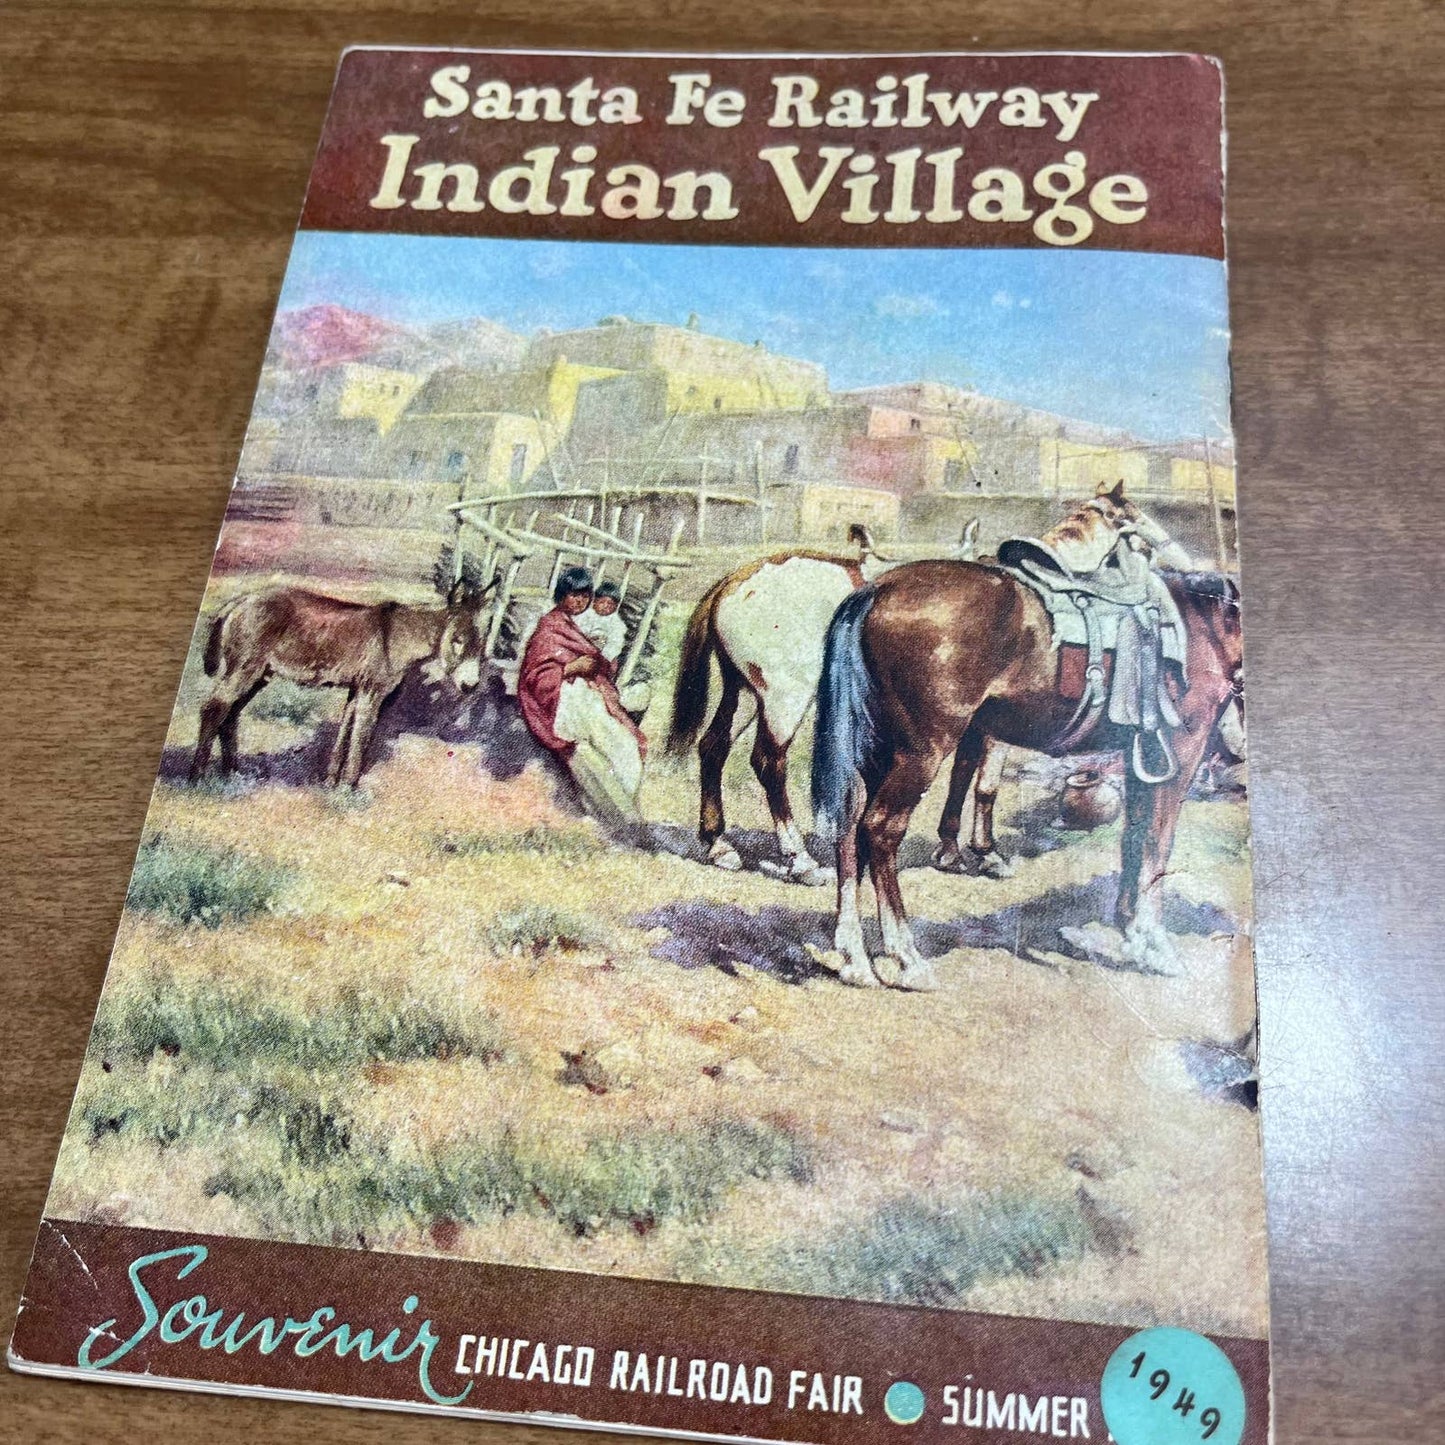 Santa Fe Railway
Indian Village
Souvenir CHICAGO RAILROAD FAIR • SUMMER 1949